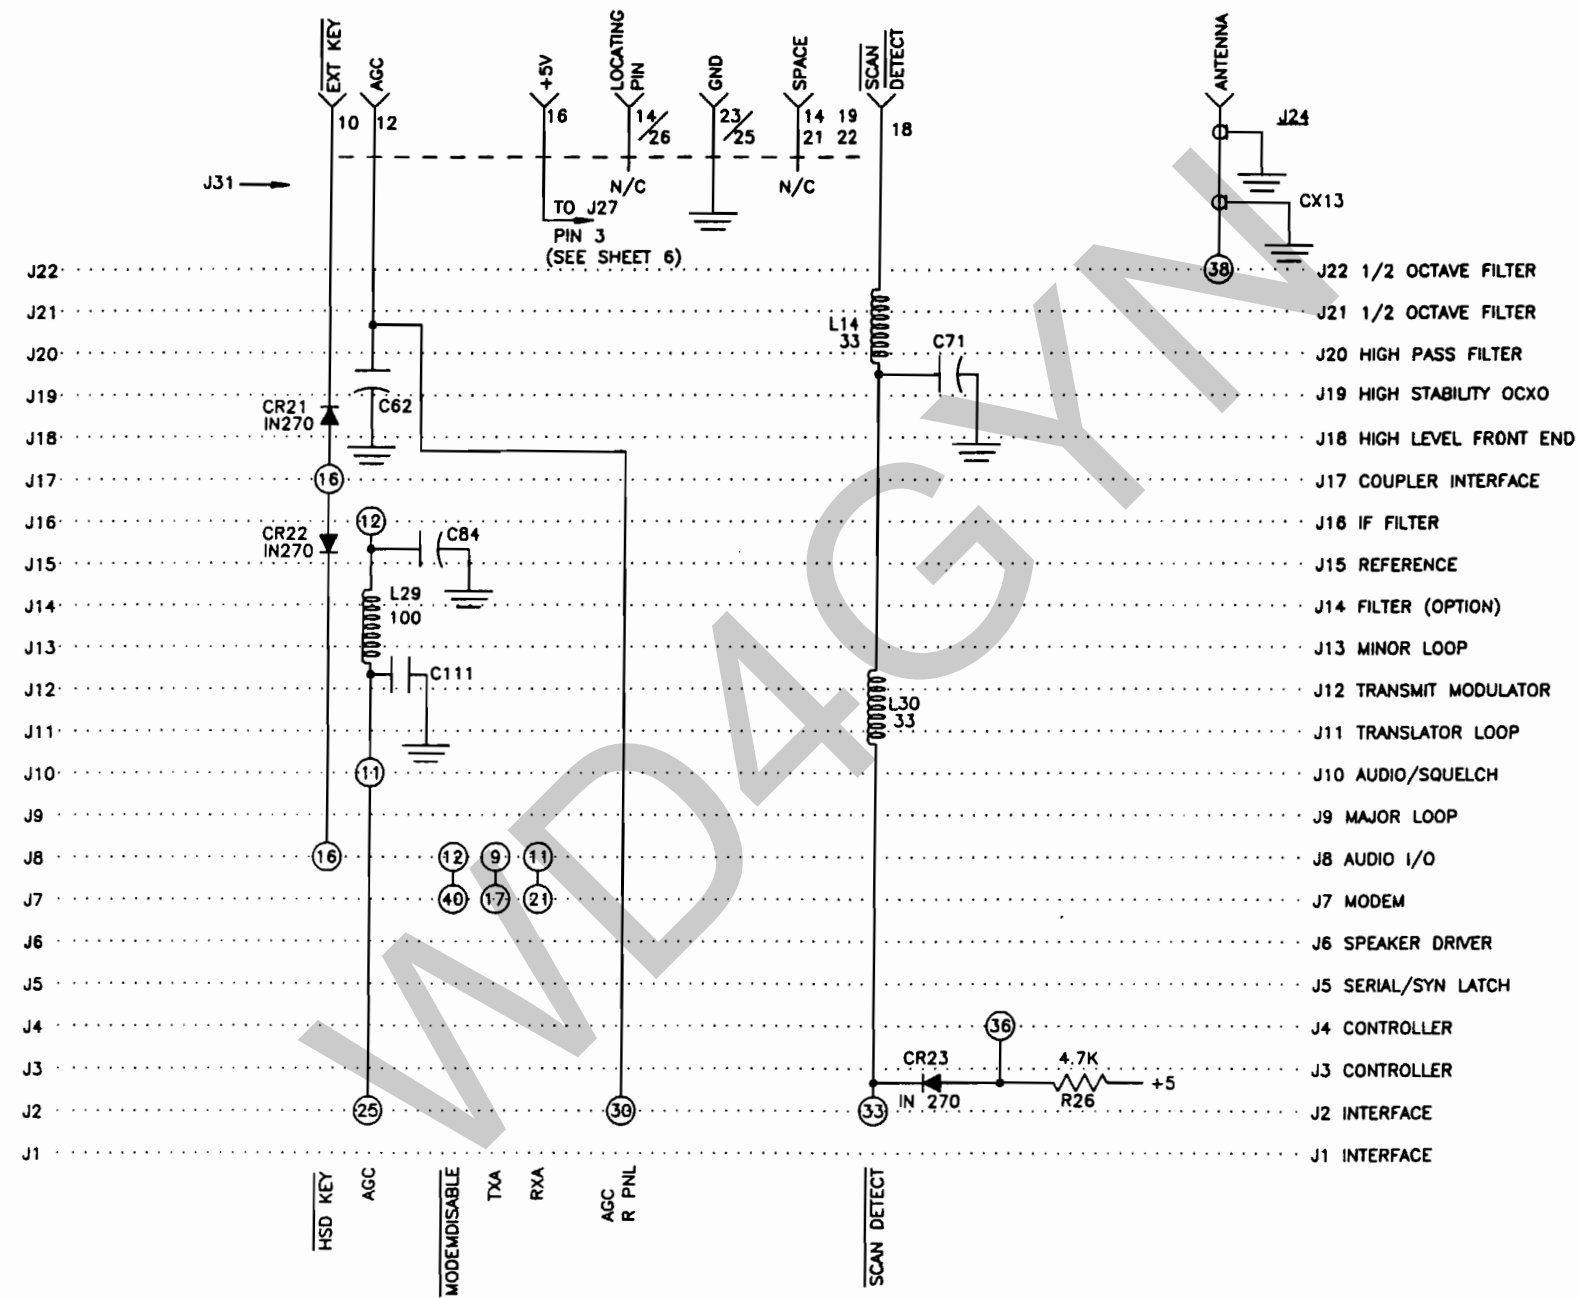 EXT KEY
AGC
+5V
LOCATING
PIN
GND
SPACE
SCAN
DETECT
ANTENNA
10
12
16
14/26
23/25
14 19
21 22
18
J24
J31
N/C
N/C
TO J27
PIN 3
(SEE SHEET 6)
CX13
J22
38
J22 1/2 OCTAVE FILTER
J21
J21 1/2 OCTAVE FILTER
L14
33
C71
J20
J20 HIGH PASS FILTER
J19
J19 HIGH STABILITY OCXO
CR21
IN270
C62
J18
J18 HIGH LEVEL FRONT END
J17
16
J17 COUPLER INTERFACE
J16
12
J16 IF FILTER
CR22
IN270
C84
J15
J15 REFERENCE
L29
100
J14
J14 FILTER (OPTION)
J13
J13 MINOR LOOP
C111
J12
J12 TRANSMIT MODULATOR
L30
33
J11
J11 TRANSLATOR LOOP
J10
11
J10 AUDIO/SQUELCH
J9
J9 MAJOR LOOP
J8
16
12
9
11
J8 AUDIO I/O
J7
40
17
21
J7 MODEM
J6
J6 SPEAKER DRIVER
J5
J5 SERIAL/SYN LATCH
J4
36
J4 CONTROLLER
CR23
IN 270
4.7K
R26
+5
J3
J3 CONTROLLER
J2
25
30
33
J2 INTERFACE
J1
J1 INTERFACE
HSD KEY
AGC
MODEMDISABLE
TXA
RXA
AGC
R PNL
SCAN DETECT
WD4GYN